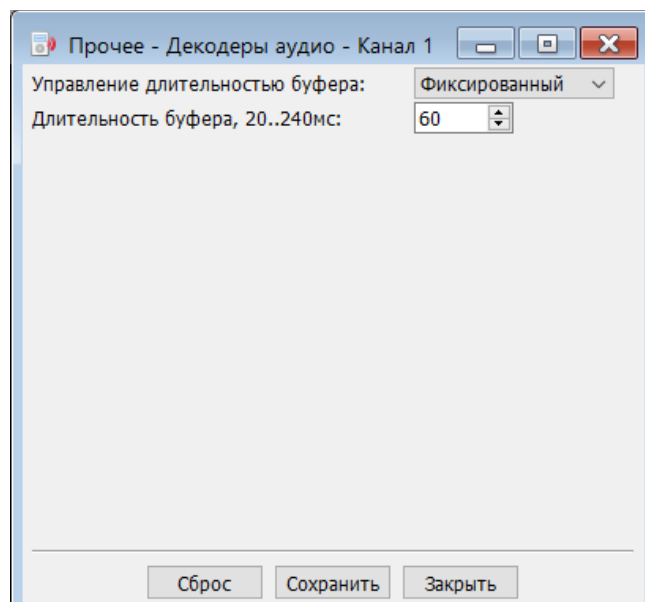 Прочее - Декодеры аудио - Канал 1
Управление длительностью буфера: Фиксированный
Длительность буфера, 20..240мс: 60
Сброс Сохранить Закрыть